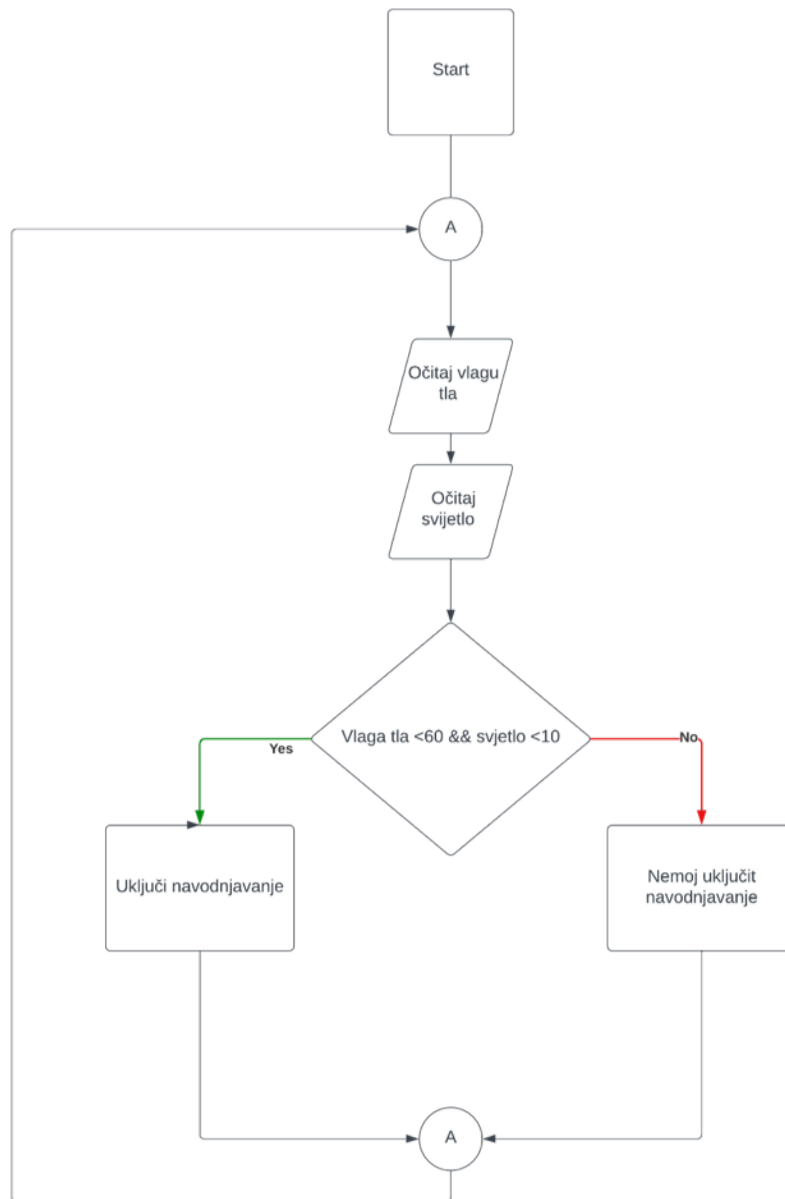 Start
A
Očitaj vlagu
tla
Očitaj
svijetlo
Vlaga tla <60 && svjetlo <10
Yes
No
Uključi navodnjavanje
Nemoj uključit
navodnjavanje
A